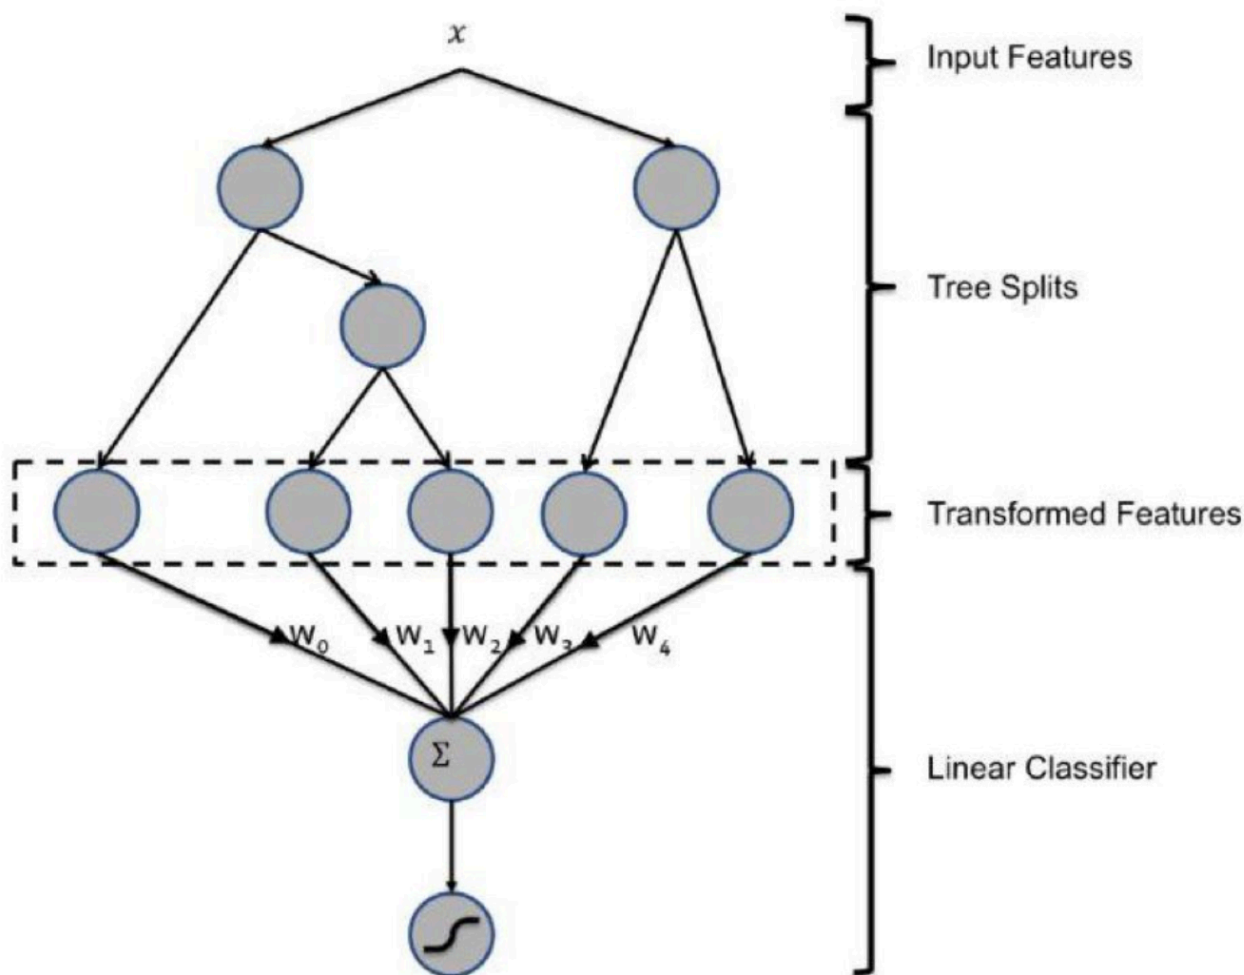 x
Input Features
Tree Splits
Transformed Features
W₀ W₁ W₂ W₃ W₄
Σ
Linear Classifier